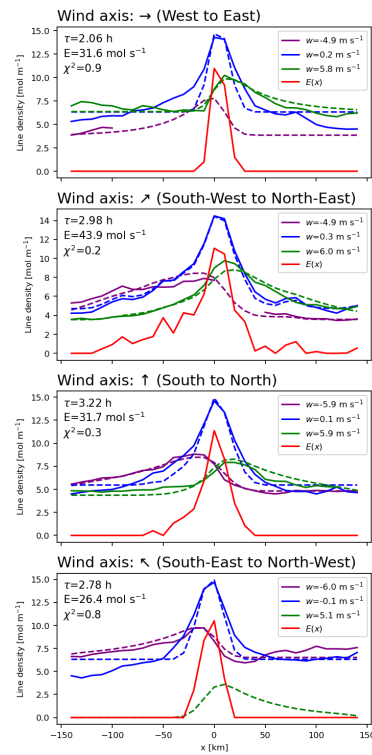 Wind axis: → (West to East)
15.0
12.5
10.0
7.5
5.0
2.5
0.0
Line density [mol m⁻¹]
τ=2.06 h
E=31.6 mol s⁻¹
χ²=0.9
w=-4.9 m s⁻¹
w=0.2 m s⁻¹
w=5.8 m s⁻¹
E(x)
Wind axis: ↗ (South-West to North-East)
14
12
10
8
6
4
2
0
Line density [mol m⁻¹]
τ=2.98 h
E=43.9 mol s⁻¹
χ²=0.2
w=-4.9 m s⁻¹
w=0.3 m s⁻¹
w=6.0 m s⁻¹
E(x)
Wind axis: ↑ (South to North)
15.0
12.5
10.0
7.5
5.0
2.5
0.0
Line density [mol m⁻¹]
τ=3.22 h
E=31.7 mol s⁻¹
χ²=0.3
w=-5.9 m s⁻¹
w=0.1 m s⁻¹
w=5.9 m s⁻¹
E(x)
Wind axis: ↖ (South-East to North-West)
15.0
12.5
10.0
7.5
5.0
2.5
0.0
Line density [mol m⁻¹]
τ=2.78 h
E=26.4 mol s⁻¹
χ²=0.8
w=-6.0 m s⁻¹
w=-0.1 m s⁻¹
w=5.1 m s⁻¹
E(x)
−150 −100 −50 0 50 100 150
x [km]